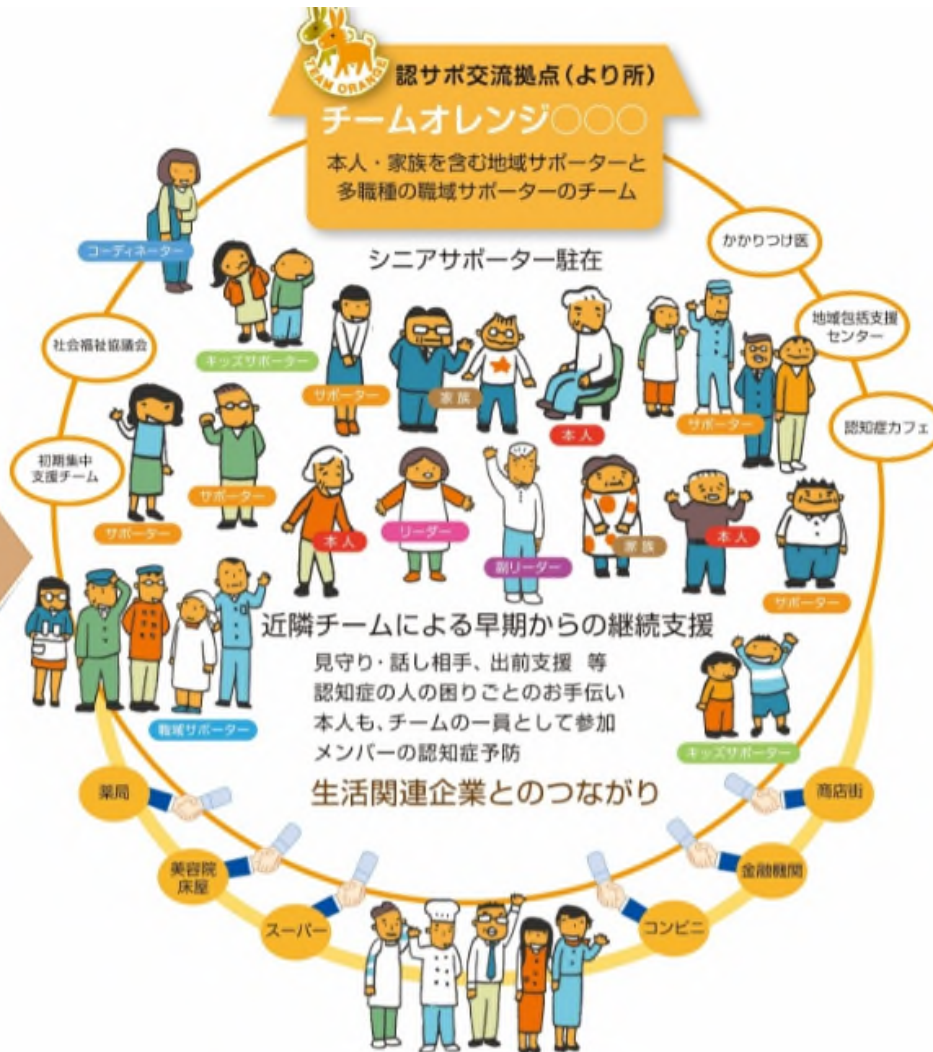 TEAM ORANGE
認サポ交流拠点(より所)
チームオレンジ○○○
本人・家族を含む地域サポーターと
多職種の職域サポーターのチーム
コーディネーター
シニアサポーター駐在
かかりつけ医
地域包括支援
センター
社会福祉協議会
キッズサポーター
サポーター
家族
本人
サポーター
認知症カフェ
初期集中
支援チーム
サポーター
サポーター
本人
リーダー
副リーダー
家族
本人
サポーター
近隣チームによる早期からの継続支援
見守り・話し相手、出前支援 等
認知症の人の困りごとのお手伝い
本人も、チームの一員として参加
メンバーの認知症予防
職域サポーター
キッズサポーター
生活関連企業とのつながり
薬局
商店街
美容院
床屋
金融機関
スーパー
コンビニ